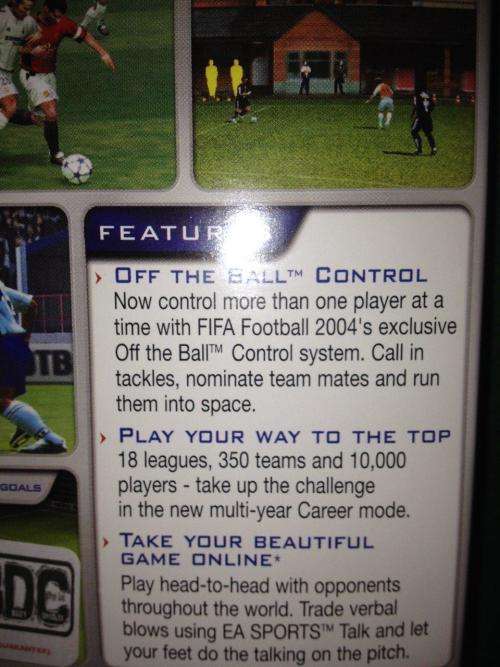 FEATUR
OFF THE BALL™ CONTROL
Now control more than one player at a
time with FIFA Football 2004's exclusive
Off the Ball™ Control system. Call in
tackles, nominate team mates and run
them into space.
PLAY YOUR WAY TO THE TOP
18 leagues, 350 teams and 10,000
players - take up the challenge
in the new multi-year Career mode.
TAKE YOUR BEAUTIFUL
GAME ONLINE*
Play head-to-head with opponents
throughout the world. Trade verbal
blows using EA SPORTS™ Talk and let
your feet do the talking on the pitch.
OTB
GOALS
BDC
GUARANTEES